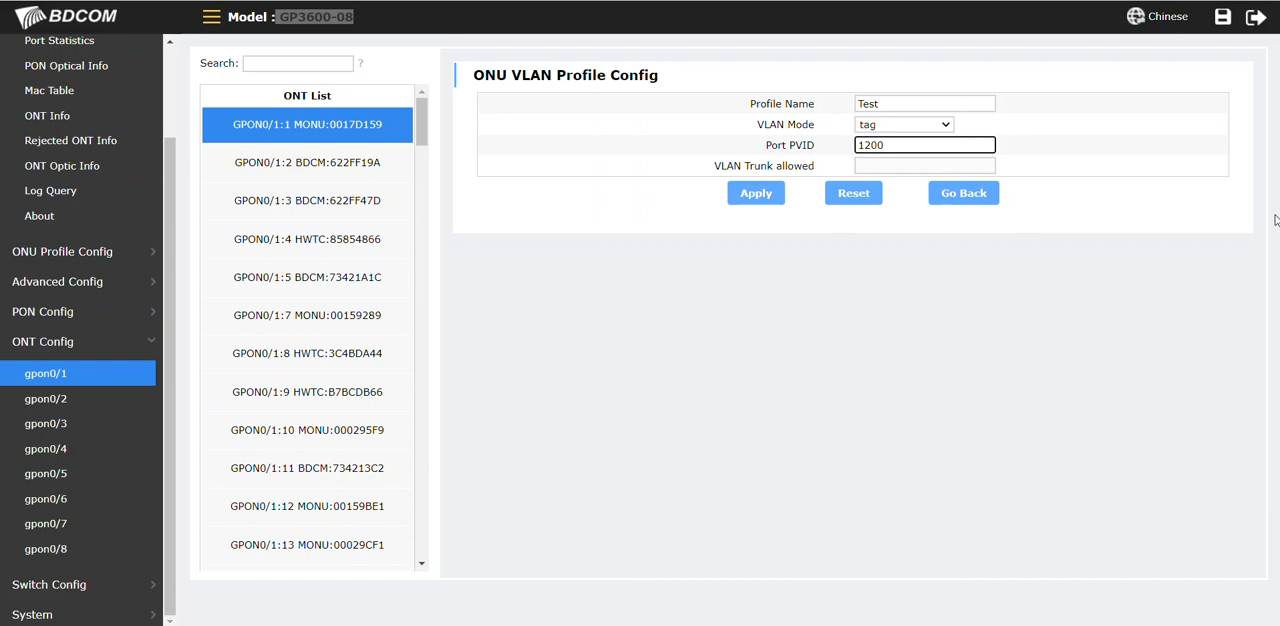 BDCOM
Model : GP3600-08
Chinese
Port Statistics
PON Optical Info
Mac Table
ONT Info
Rejected ONT Info
ONT Optic Info
Log Query
About
ONU Profile Config
Advanced Config
PON Config
ONT Config
gpon0/1
gpon0/2
gpon0/3
gpon0/4
gpon0/5
gpon0/6
gpon0/7
gpon0/8
Switch Config
System
Search: ?
ONT List
GPON0/1:1 MONU:0017D159
GPON0/1:2 BDCM:622FF19A
GPON0/1:3 BDCM:622FF47D
GPON0/1:4 HWTC:85854866
GPON0/1:5 BDCM:73421A1C
GPON0/1:7 MONU:00159289
GPON0/1:8 HWTC:3C4BDA44
GPON0/1:9 HWTC:B7BCDB66
GPON0/1:10 MONU:000295F9
GPON0/1:11 BDCM:734213C2
GPON0/1:12 MONU:00159BE1
GPON0/1:13 MONU:00029CF1
ONU VLAN Profile Config
Profile Name Test
VLAN Mode tag
Port PVID 1200
VLAN Trunk allowed
Apply Reset Go Back